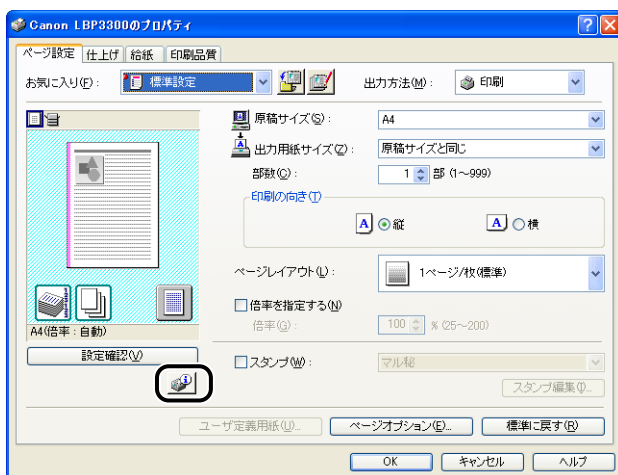 Canon LBP3300のプロパティ
ページ設定 仕上げ 給紙 印刷品質
お気に入り(F): 標準設定 出力方法(M): 印刷
原稿サイズ(S): A4
出力用紙サイズ(Z): 原稿サイズと同じ
部数(C): 1 部 (1~999)
印刷の向き(T)
A 縦 A 横
ページレイアウト(L): 1ページ/枚(標準)
倍率を指定する(N)
倍率(G): 100 % (25~200)
A4(倍率:自動)
設定確認(V)
スタンプ(W): マル秘
スタンプ編集(I)...
ユーザ定義用紙(U)... ページオプション(E)... 標準に戻す(R)
OK キャンセル ヘルプ